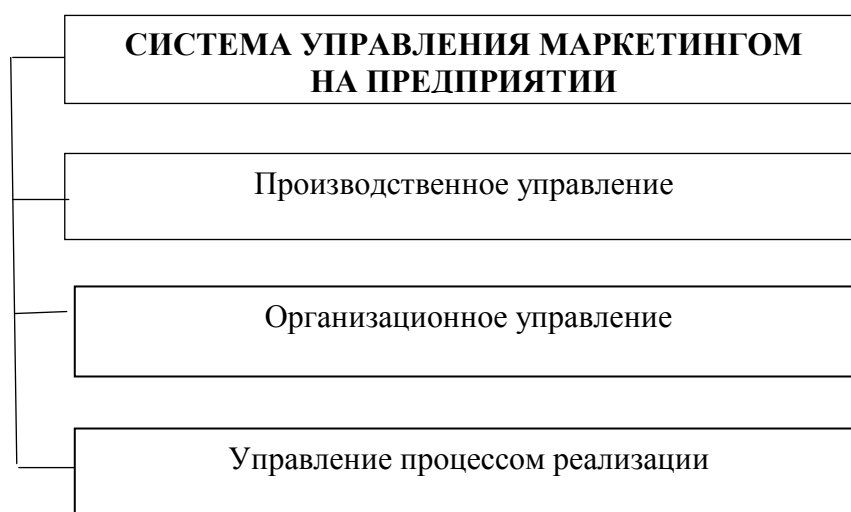 СИСТЕМА УПРАВЛЕНИЯ МАРКЕТИНГОМ
НА ПРЕДПРИЯТИИ
Производственное управление
Организационное управление
Управление процессом реализации